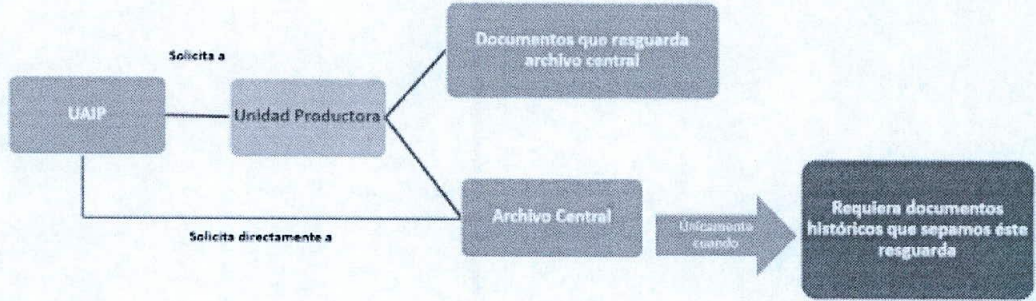 Documentos que resguarda
archivo central
Solicita a
UAIP
Unidad Productora
Archivo Central
Únicamente
cuando
Requiera documentos
históricos que sepamos éste
resguarda
Solicita directamente a